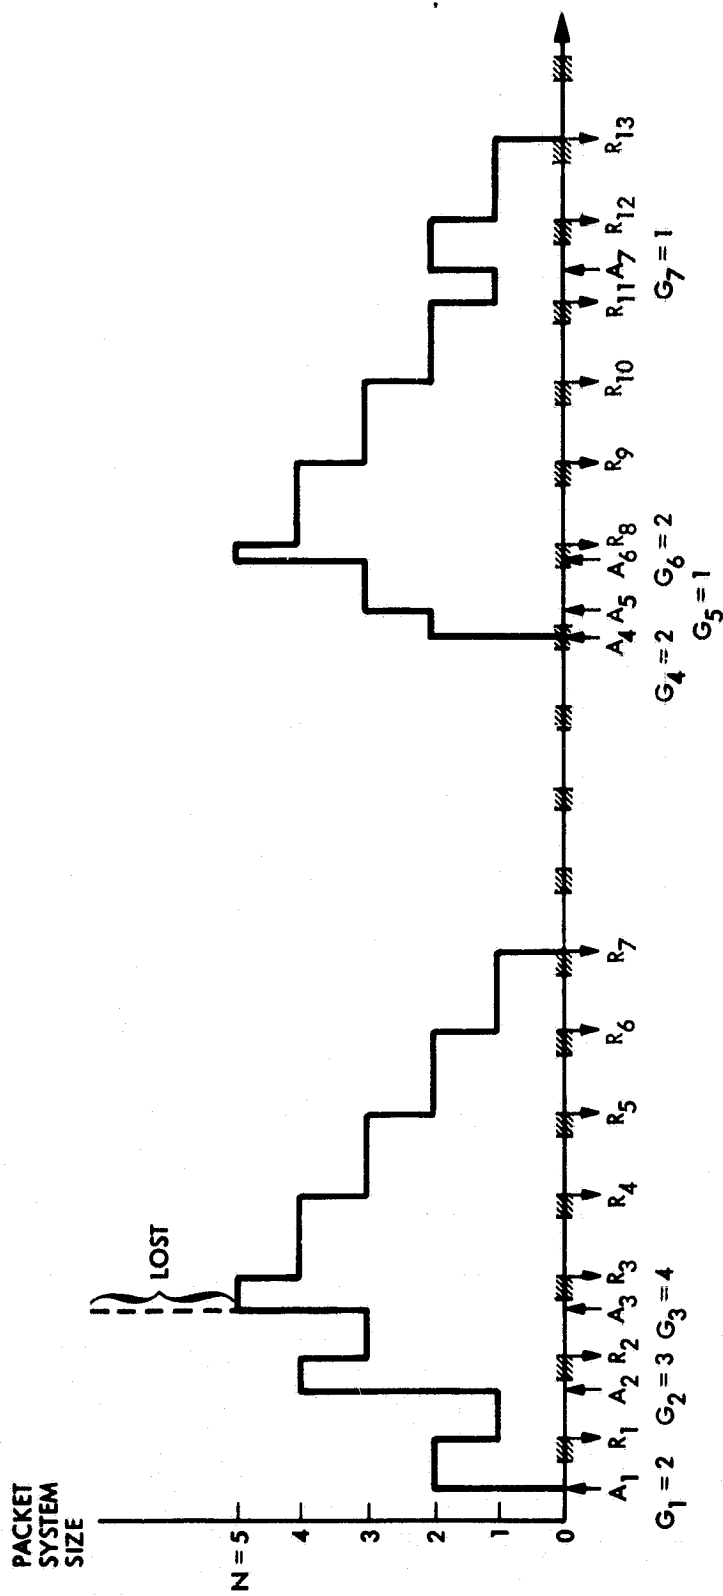 PACKET
SYSTEM
SIZE
LOST
N = 5
4
3
2
1
0
A₁ R₁ A₂ R₂ A₃ R₃ R₄ R₅ R₆ R₇ A₄ A₅ A₆ R₈ R₉ R₁₀ R₁₁ A₇ R₁₂ R₁₃
G₁ = 2 G₂ = 3 G₃ = 4 G₄ = 2 G₆ = 2 G₇ = 1
G₅ = 1